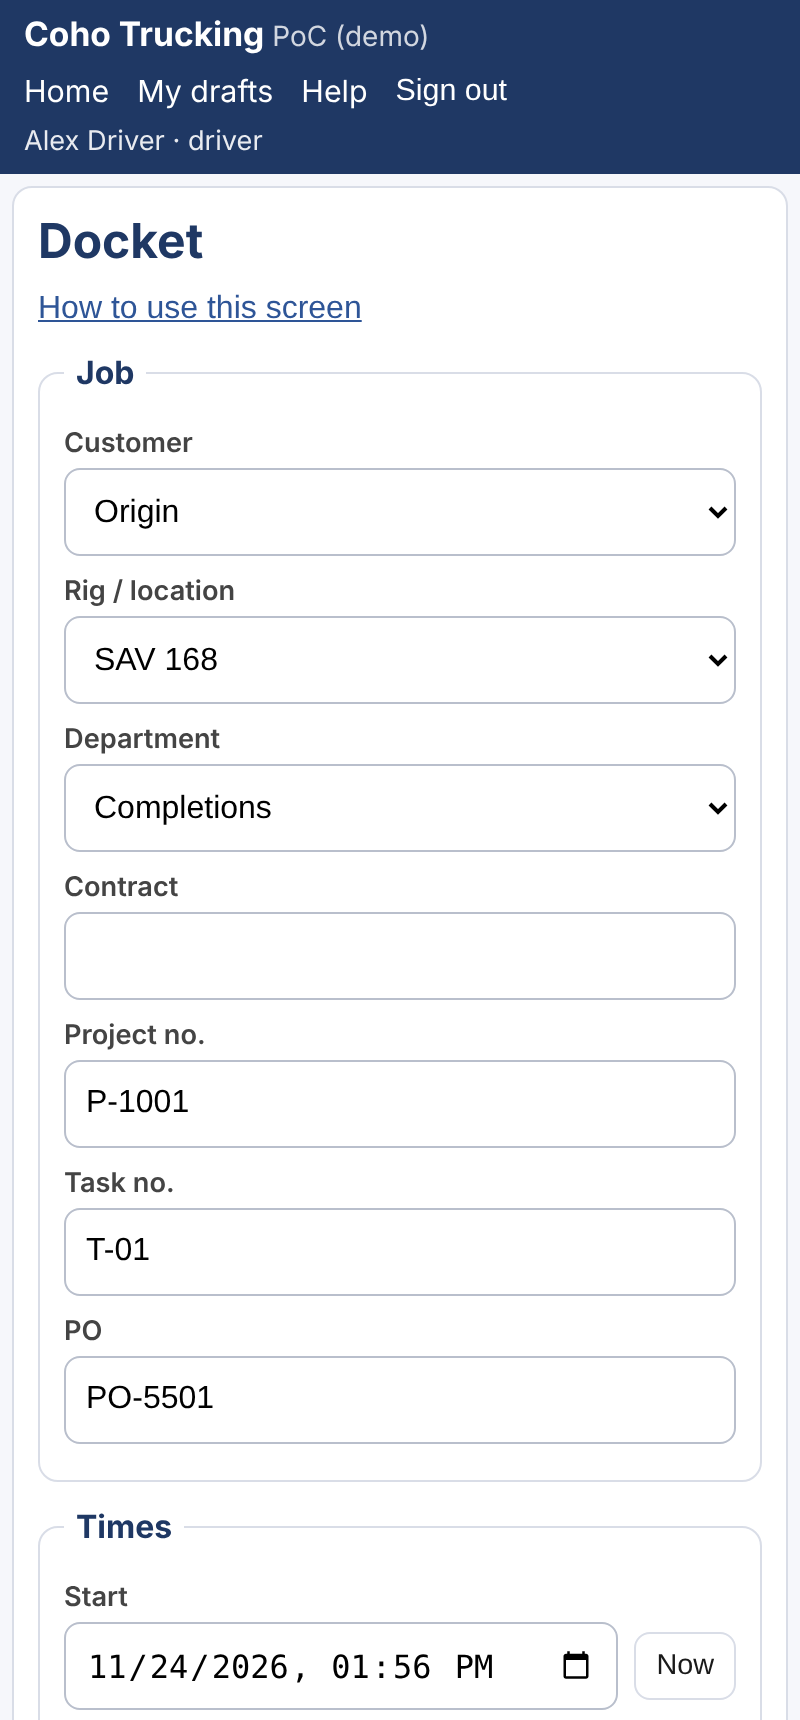 Coho Trucking PoC (demo)
Home My drafts Help Sign out
Alex Driver · driver
Docket
How to use this screen
Job
Customer
Origin
Rig / location
SAV 168
Department
Completions
Contract
Project no.
P-1001
Task no.
T-01
PO
PO-5501
Times
Start
11/24/2026, 01:56 PM Now